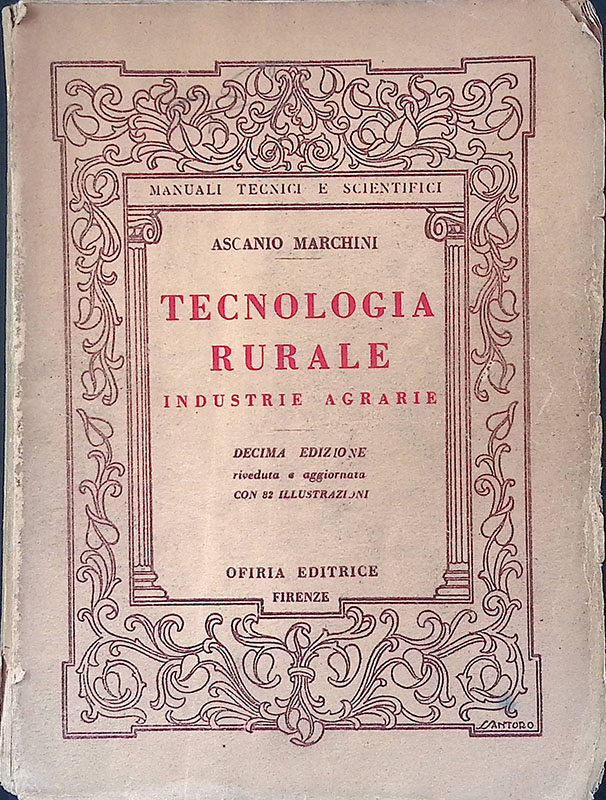 MANUALI TECNICI E SCIENTIFICI
ASCANIO MARCHINI
TECNOLOGIA
RURALE
INDUSTRIE AGRARIE
DECIMA EDIZIONE
riveduta e aggiornata
CON 82 ILLUSTRAZIONI
OFIRIA EDITRICE
FIRENZE
SANTORO